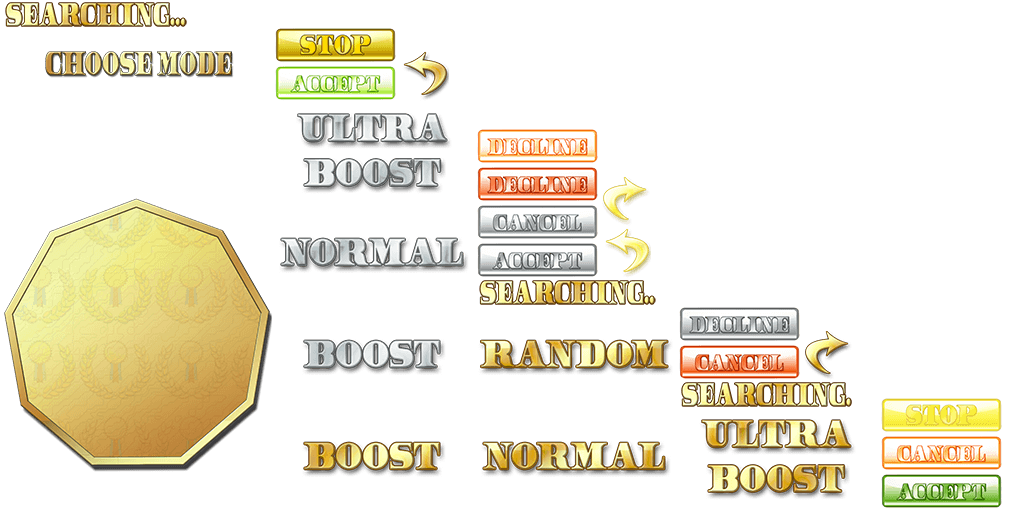 SEARCHING...
CHOOSE MODE
STOP
ACCEPT
ULTRA
BOOST
DECLINE
DECLINE
CANCEL
NORMAL
ACCEPT
SEARCHING..
DECLINE
BOOST
RANDOM
CANCEL
SEARCHING.
STOP
ULTRA
BOOST
NORMAL
CANCEL
BOOST
ACCEPT